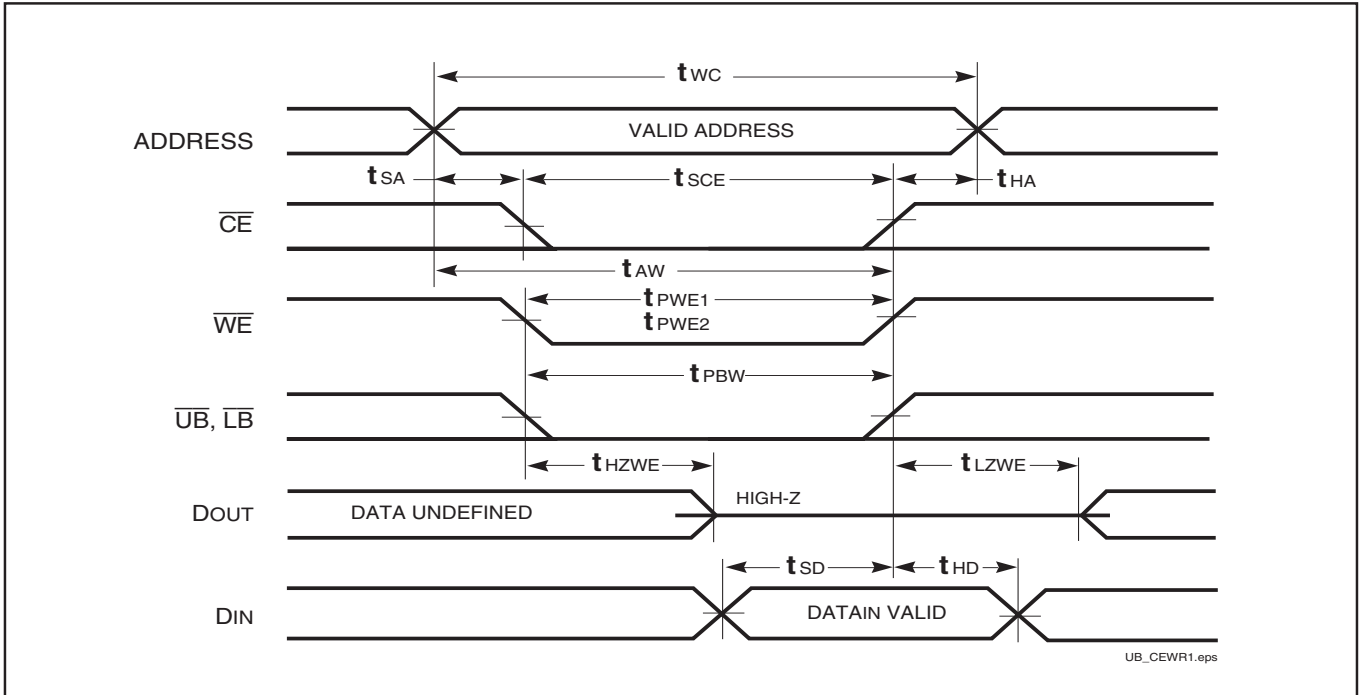 tWC
ADDRESS
VALID ADDRESS
tSA
tSCE
tHA
CE
tAW
WE
tPWE1
tPWE2
tPBW
UB, LB
tHZWE
tLZWE
DOUT
DATA UNDEFINED
HIGH-Z
tSD
tHD
DIN
DATAIN VALID
UB_CEWR1.eps